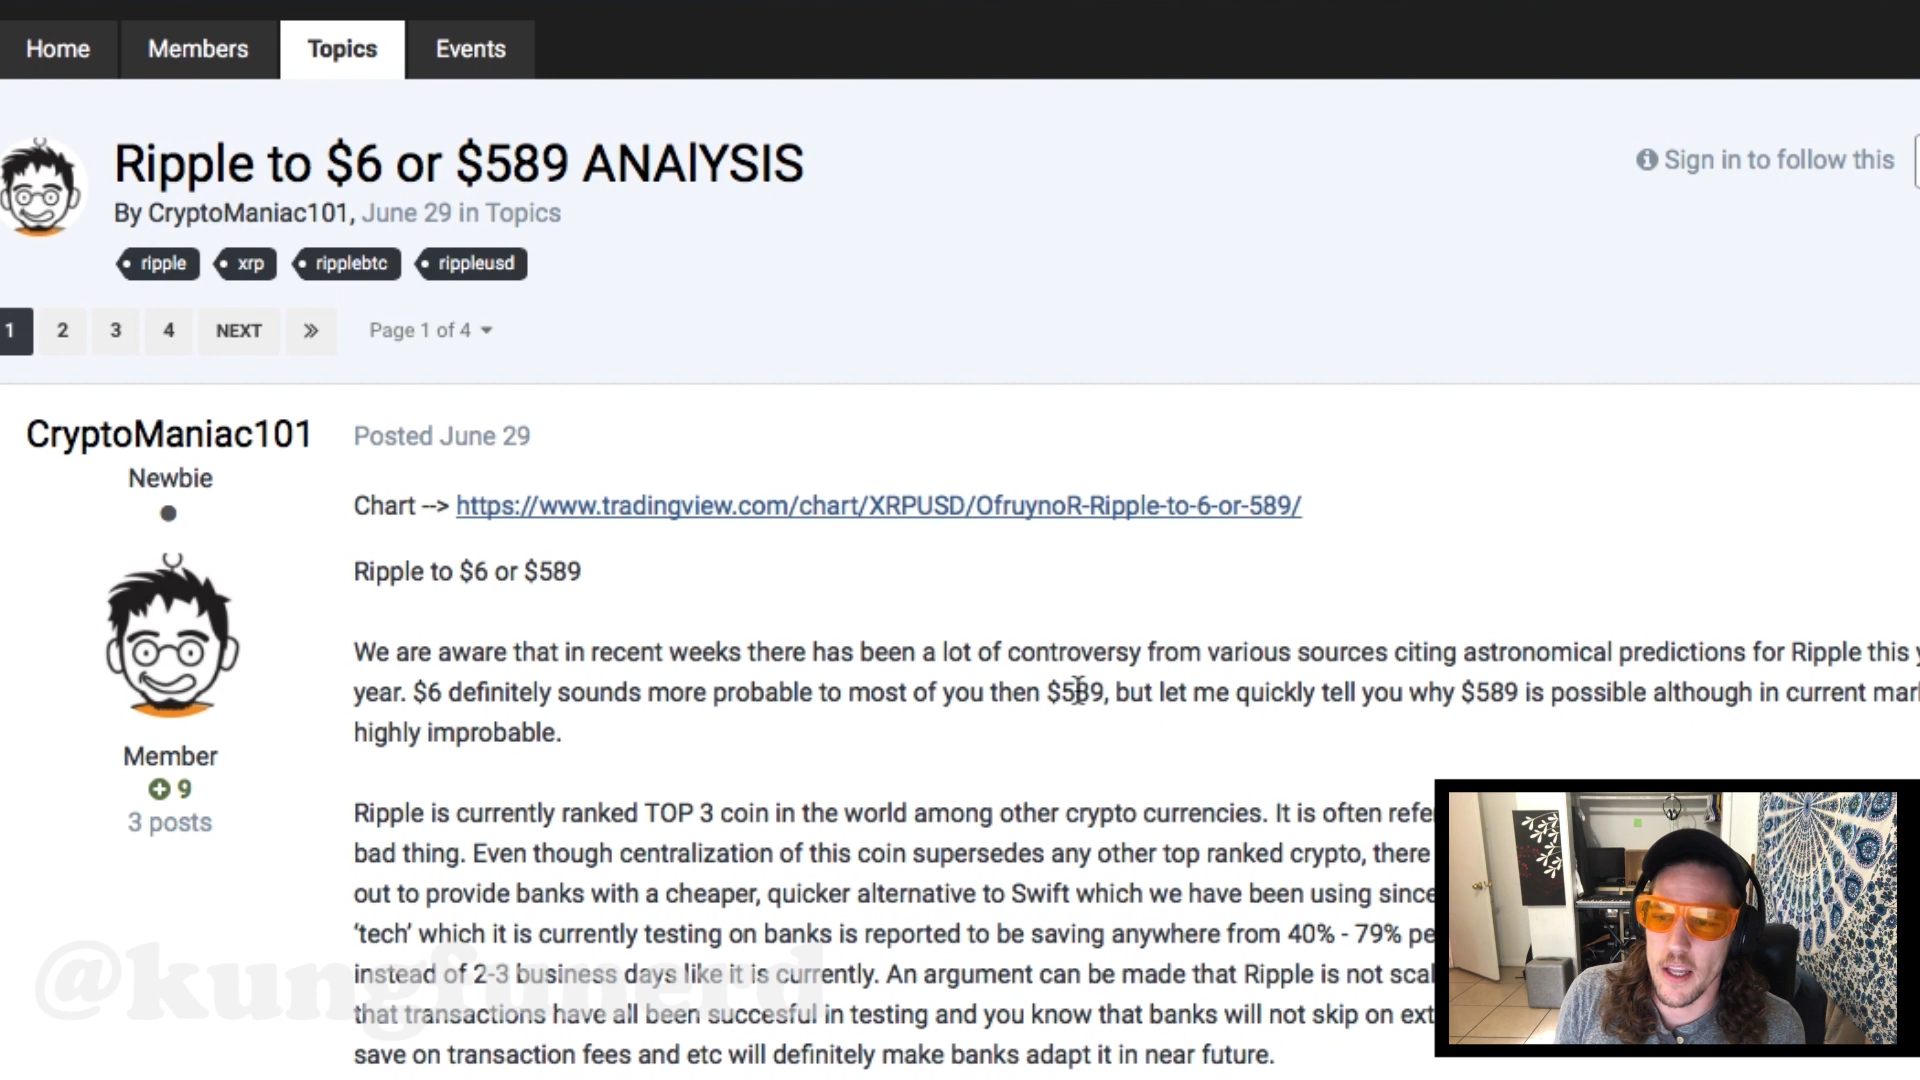 Home Members Topics Events
Ripple to $6 or $589 ANAlYSIS
Sign in to follow this
By CryptoManiac101, June 29 in Topics
ripple xrp ripplebtc rippleusd
1 2 3 4 NEXT » Page 1 of 4
CryptoManiac101
Newbie
Member
9
3 posts
Posted June 29
Chart --> https://www.tradingview.com/chart/XRPUSD/OfruynoR-Ripple-to-6-or-589/
Ripple to $6 or $589
We are aware that in recent weeks there has been a lot of controversy from various sources citing astronomical predictions for Ripple this
year. $6 definitely sounds more probable to most of you then $589, but let me quickly tell you why $589 is possible although in current
highly improbable.
Ripple is currently ranked TOP 3 coin in the world among other crypto currencies. It is often
bad thing. Even though centralization of this coin supersedes any other top ranked crypto, there
out to provide banks with a cheaper, quicker alternative to Swift which we have been using since
‘tech’ which it is currently testing on banks is reported to be saving anywhere from 40% - 79%
instead of 2-3 business days like it is currently. An argument can be made that Ripple is not
that transactions have all been succesful in testing and you know that banks will not skip on
save on transaction fees and etc will definitely make banks adapt it in near future.
@kungfunerd